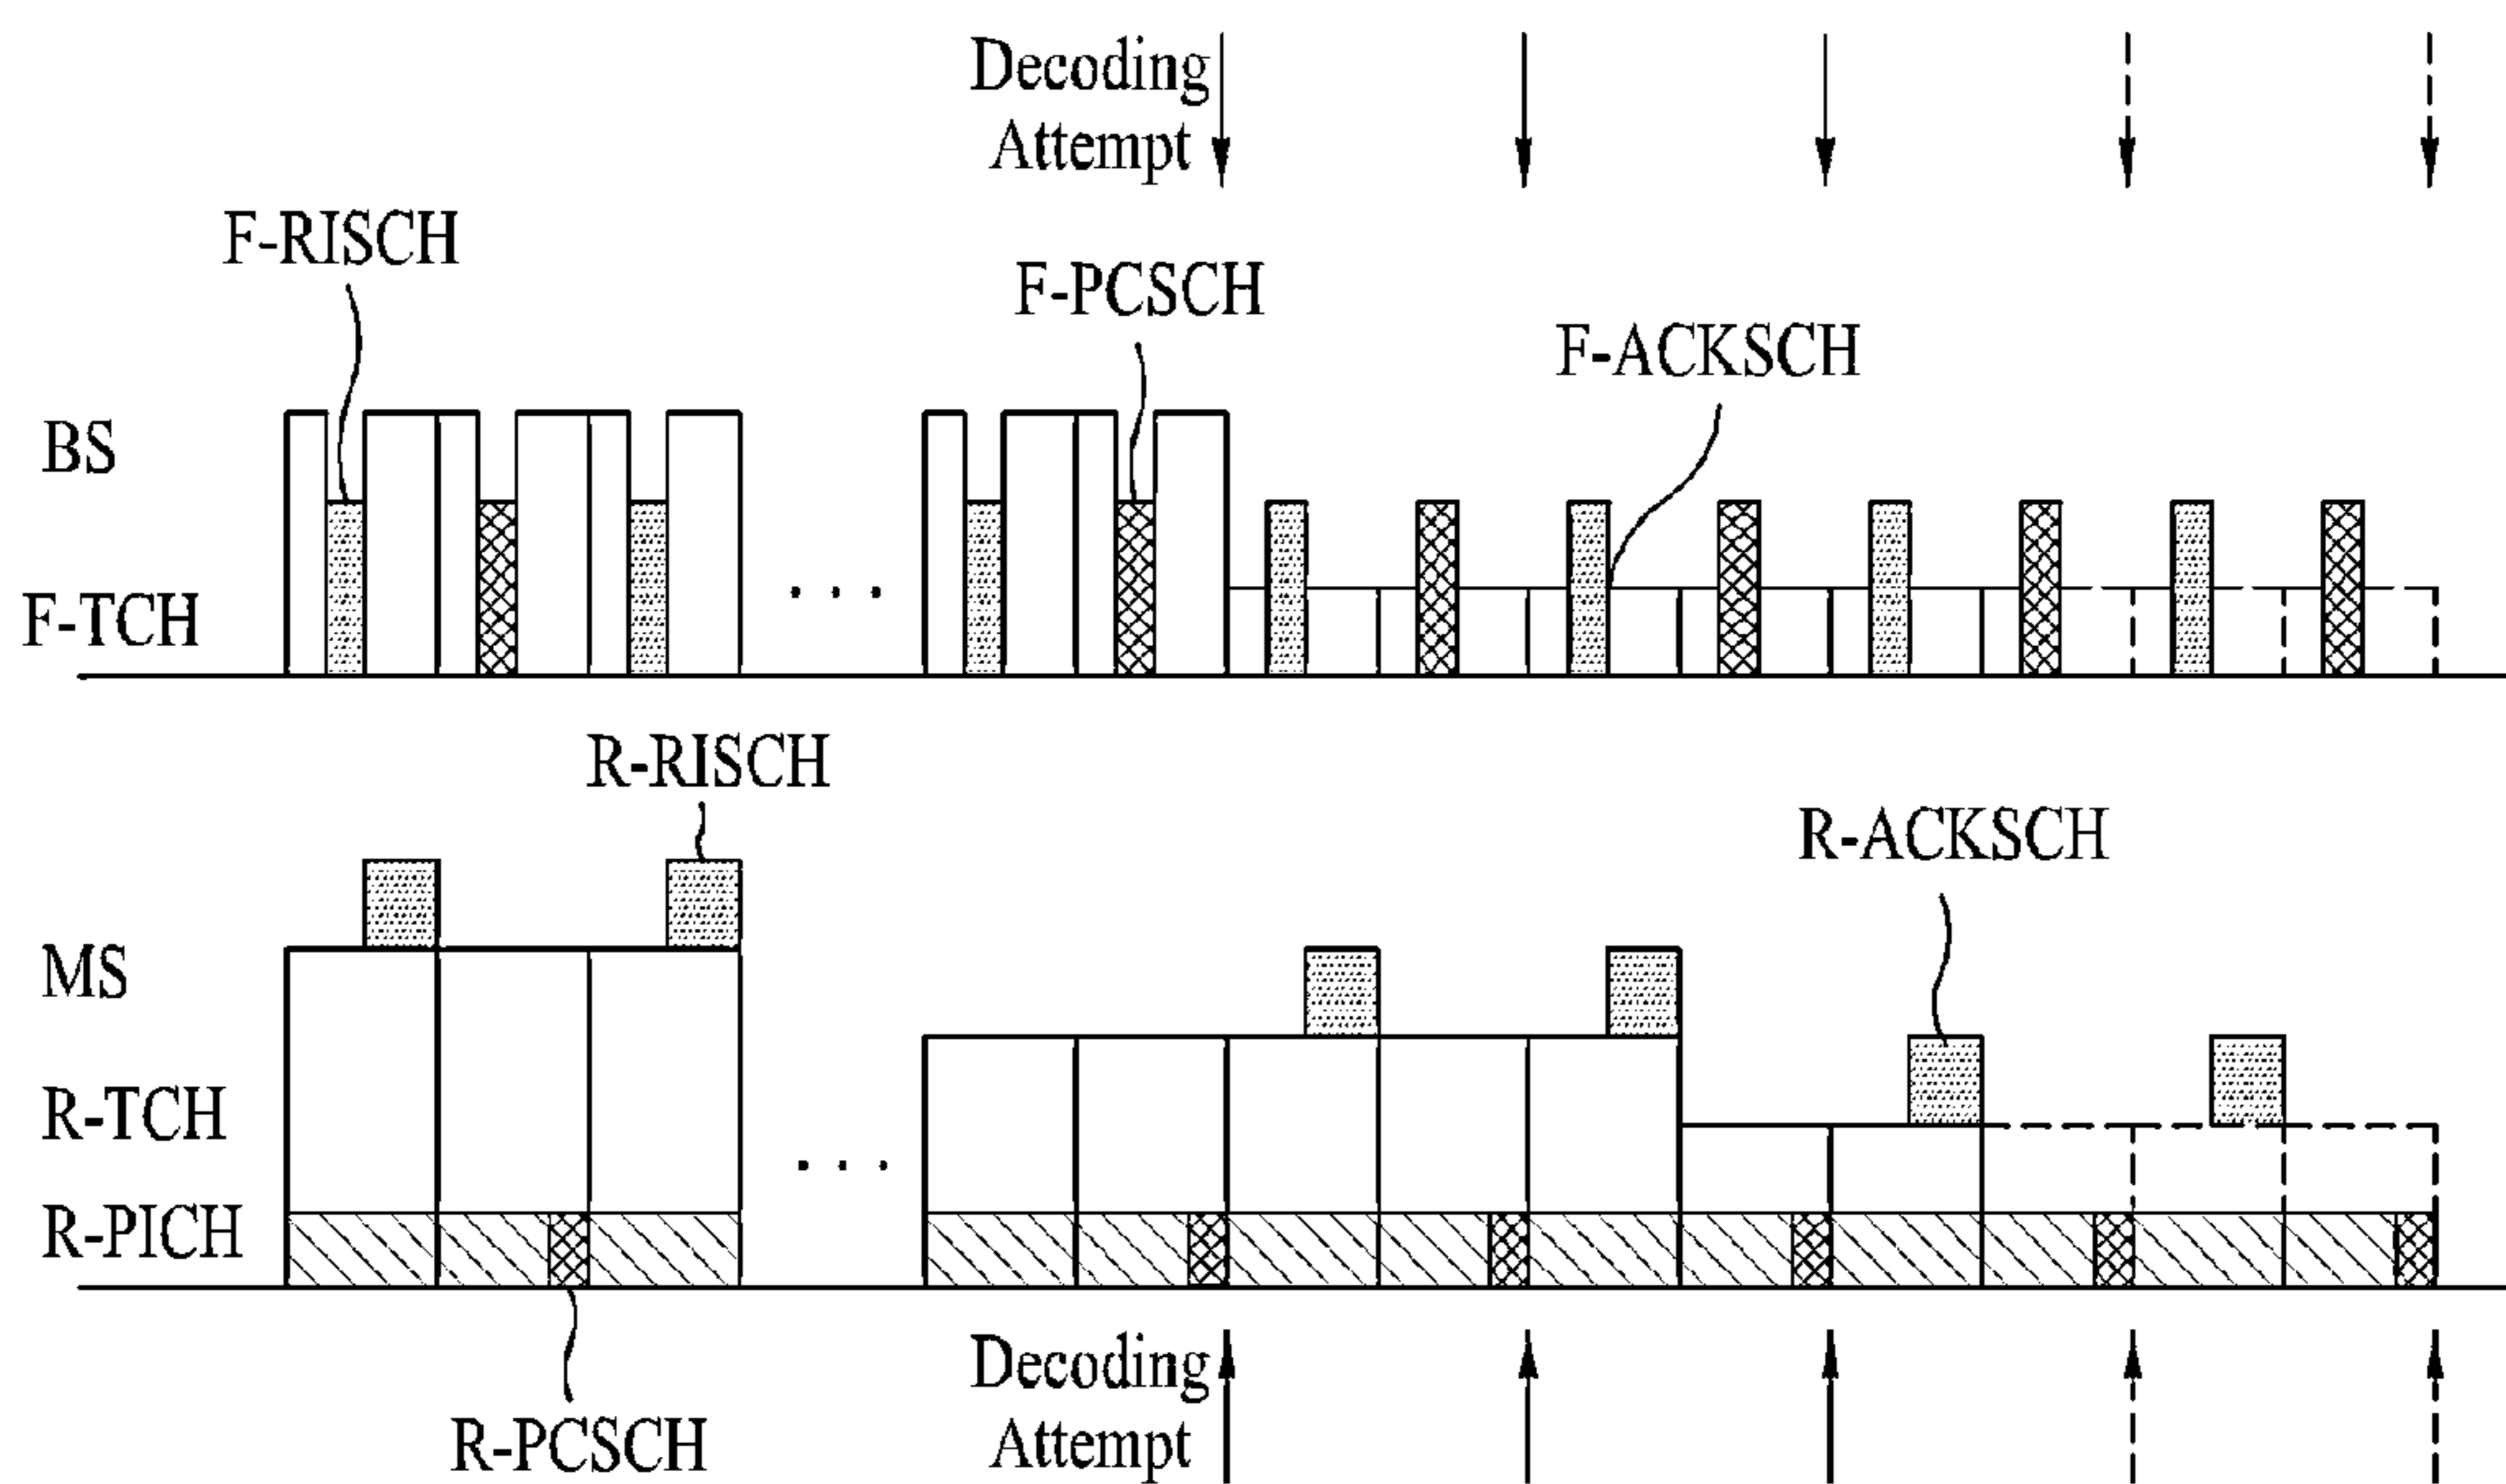 Decoding
Attempt
F-RISCH
F-PCSCH
F-ACKSCH
BS
F-TCH
. . .
R-RISCH
R-ACKSCH
MS
R-TCH
. . .
R-PICH
Decoding
Attempt
R-PCSCH